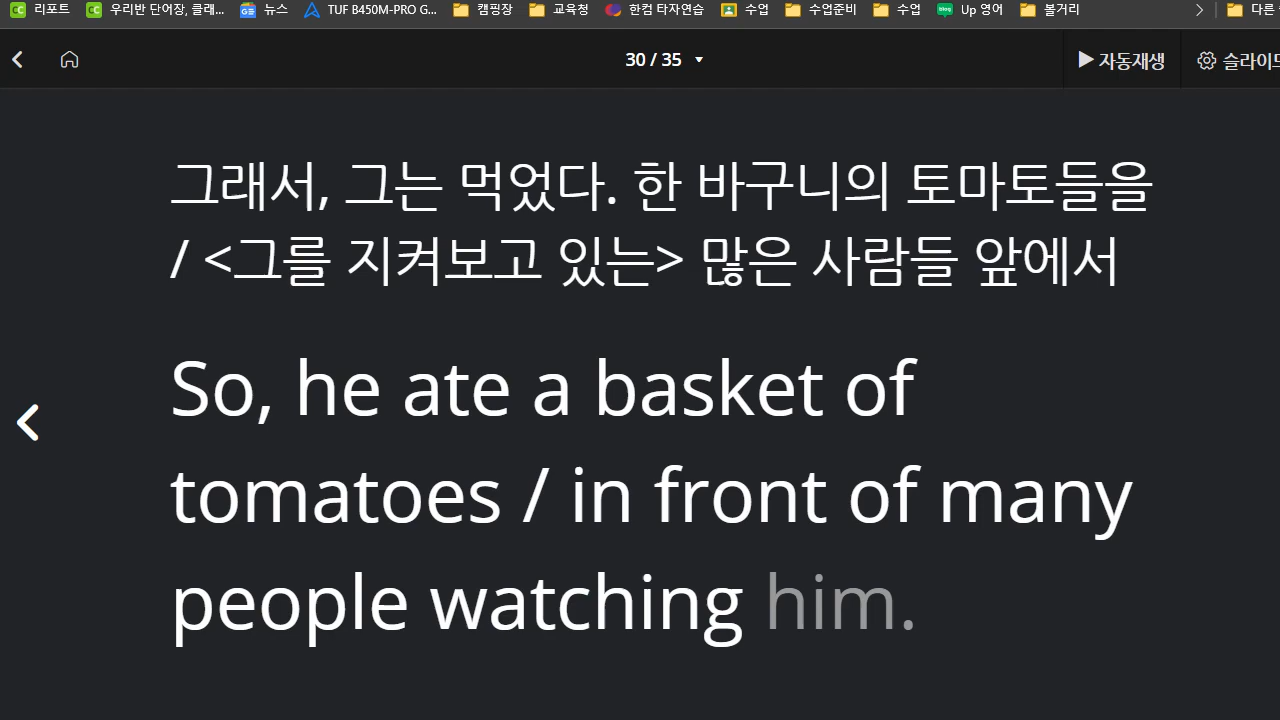 리포트 우리반 단어장, 클래... 뉴스 TUF B450M-PRO G... 캠핑장 교육청 한컴 타자연습 수업 수업준비 수업 Up 영어 볼거리 다른
30 / 35 자동재생 슬라이드
그래서, 그는 먹었다. 한 바구니의 토마토들을
/ <그를 지켜보고 있는> 많은 사람들 앞에서
So, he ate a basket of
tomatoes / in front of many
people watching him.